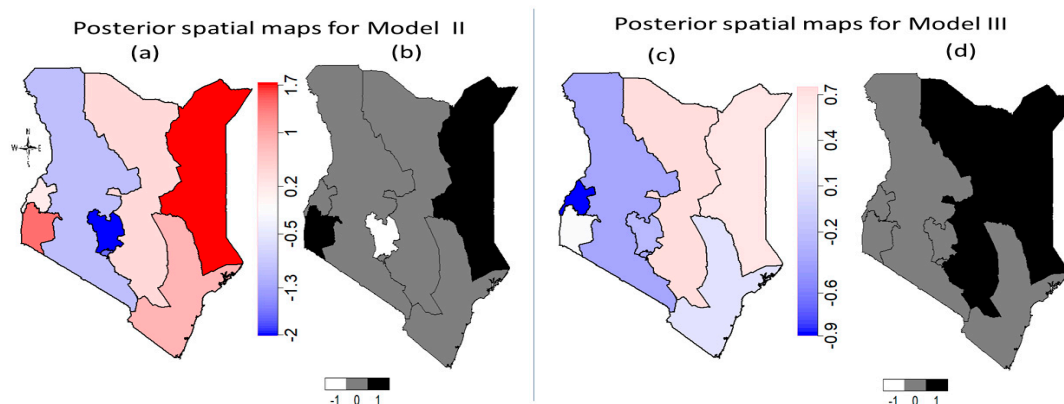 Posterior spatial maps for Model II
(a)
(b)
N
W E
S
1.7
1
0.2
-0.5
-1.3
-2
-1 0 1
Posterior spatial maps for Model III
(c)
(d)
0.7
0.4
0.1
-0.2
-0.6
-0.9
-1 0 1